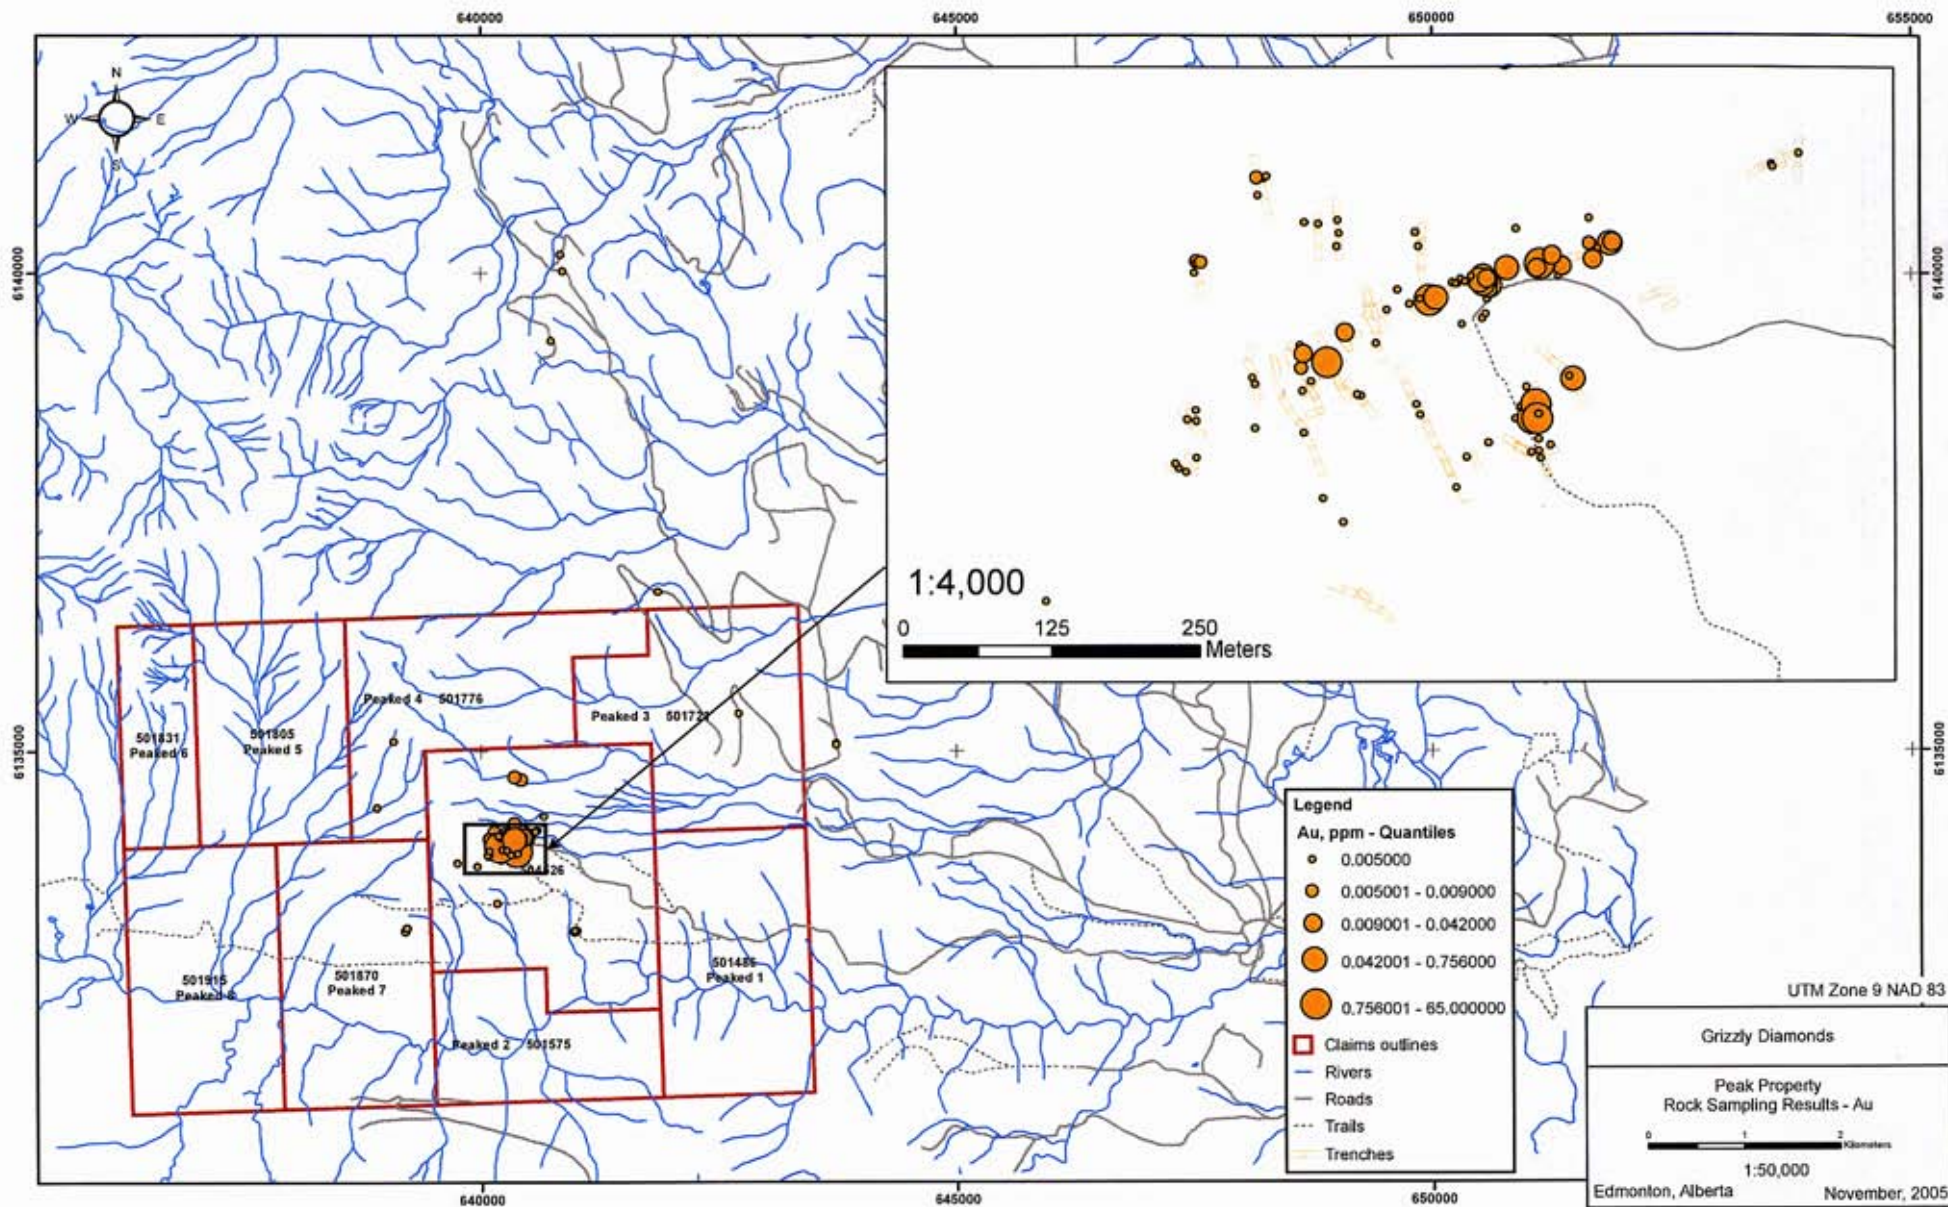 640000
645000
650000
655000
N
W
E
S
6140000
6140000
1:4,000
0
125
250
Meters
Peaked 4 501776
Peaked 3
501831
Peaked 6
501805
Peaked 5
6135000
6135000
501915
501870
Peaked 7
Peaked 1
Peaked 2 501575
Legend
Au, ppm - Quantiles
0.005000
0.005001 - 0.009000
0.009001 - 0.042000
0.042001 - 0.756000
0.756001 - 65,000000
Claims outlines
Rivers
Roads
Trails
Trenches
UTM Zone 9 NAD 83
Grizzly Diamonds
Peak Property
Rock Sampling Results - Au
0
1
2
Kilometers
1:50,000
Edmonton, Alberta
November, 2005
640000
645000
650000